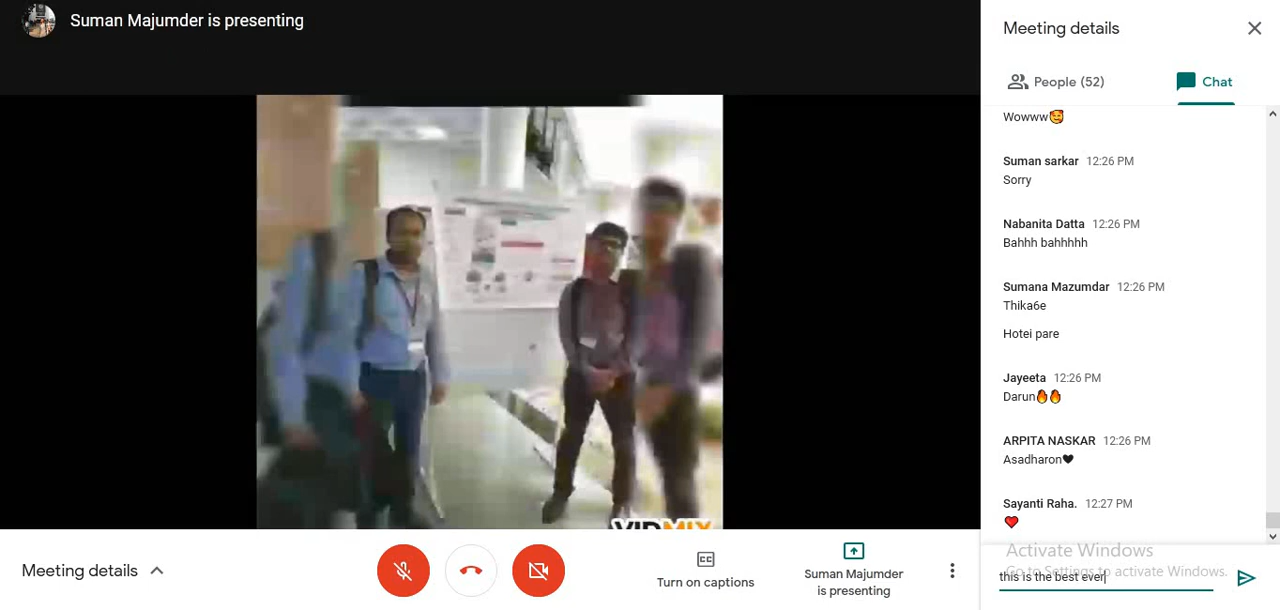 Suman Majumder is presenting
Meeting details
People (52)
Chat
Wowww🥰
Suman sarkar 12:26 PM
Sorry
Nabanita Datta 12:26 PM
Bahhh bahhhhh
Sumana Mazumdar 12:26 PM
Thika6e
Hotei pare
Jayeeta 12:26 PM
Darun🔥🔥
ARPITA NASKAR 12:26 PM
Asadharon🖤
Sayanti Raha. 12:27 PM
❤️
Activate Windows
Go to Settings to activate Windows.
this is the best ever
VIDMIX
Meeting details
Turn on captions
Suman Majumder
is presenting